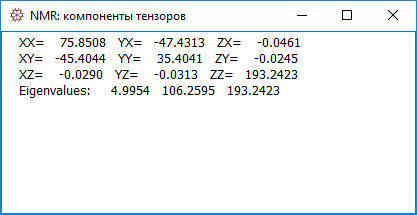 NMR: компоненты тензоров
XX= 75.8508 YX= -47.4313 ZX= -0.0461
XY= -45.4044 YY= 35.4041 ZY= -0.0245
XZ= -0.0290 YZ= -0.0313 ZZ= 193.2423
Eigenvalues: 4.9954 106.2595 193.2423